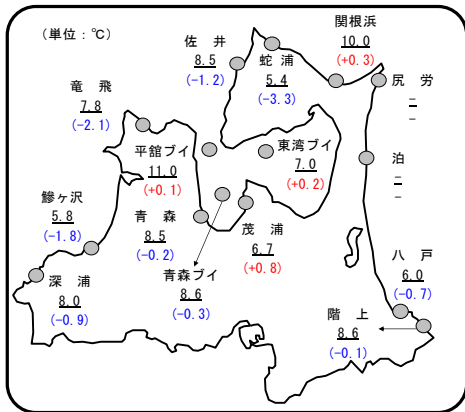 (単位：℃)
関根浜
10.0
(+0.3)
佐 井
8.5
(-1.2)
蛇 浦
5.4
(-3.3)
尻 労
－
－
竜 飛
7.8
(-2.1)
平舘ブイ
11.0
(+0.1)
東湾ブイ
7.0
(+0.2)
泊
－
－
鰺ヶ沢
5.8
(-1.8)
青 森
8.5
(-0.2)
茂 浦
6.7
(+0.8)
深 浦
8.0
(-0.9)
青森ブイ
8.6
(-0.3)
八 戸
6.0
(-0.7)
階 上
8.6
(-0.1)